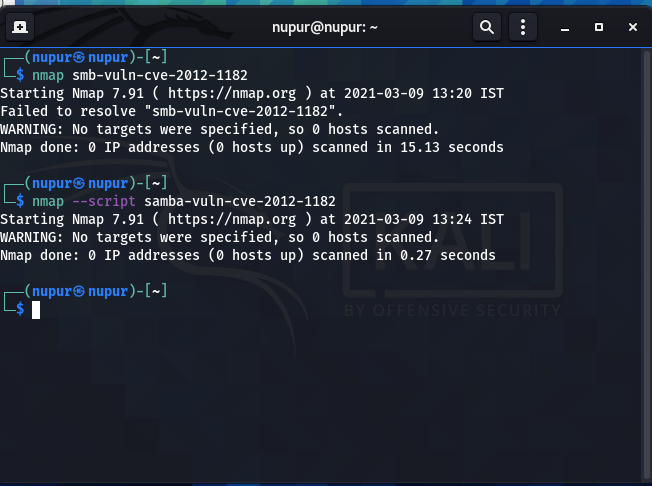 nupur@nupur: ~
┌──(nupur㉿nupur)-[~]
└─$ nmap smb-vuln-cve-2012-1182
Starting Nmap 7.91 ( https://nmap.org ) at 2021-03-09 13:20 IST
Failed to resolve "smb-vuln-cve-2012-1182".
WARNING: No targets were specified, so 0 hosts scanned.
Nmap done: 0 IP addresses (0 hosts up) scanned in 15.13 seconds
┌──(nupur㉿nupur)-[~]
└─$ nmap --script samba-vuln-cve-2012-1182
Starting Nmap 7.91 ( https://nmap.org ) at 2021-03-09 13:24 IST
WARNING: No targets were specified, so 0 hosts scanned.
Nmap done: 0 IP addresses (0 hosts up) scanned in 0.27 seconds
┌──(nupur㉿nupur)-[~]
└─$
KALI
BY OFFENSIVE SECURITY